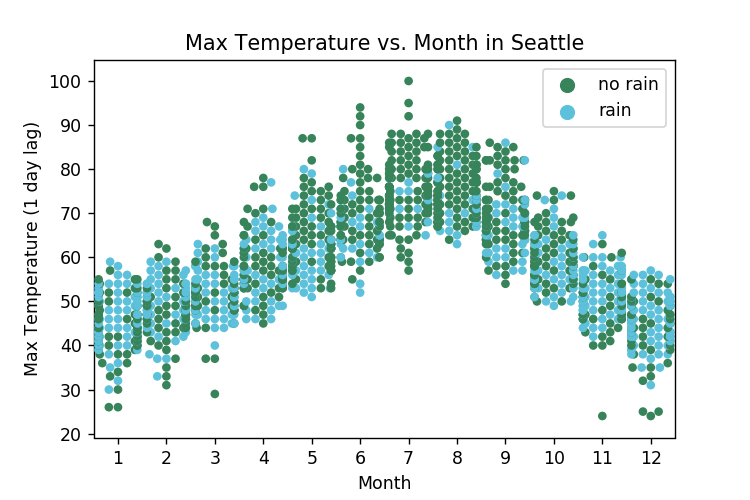 Max Temperature vs. Month in Seattle
Max Temperature (1 day lag)
100
90
80
70
60
50
40
30
20
no rain
rain
1 2 3 4 5 6 7 8 9 10 11 12
Month